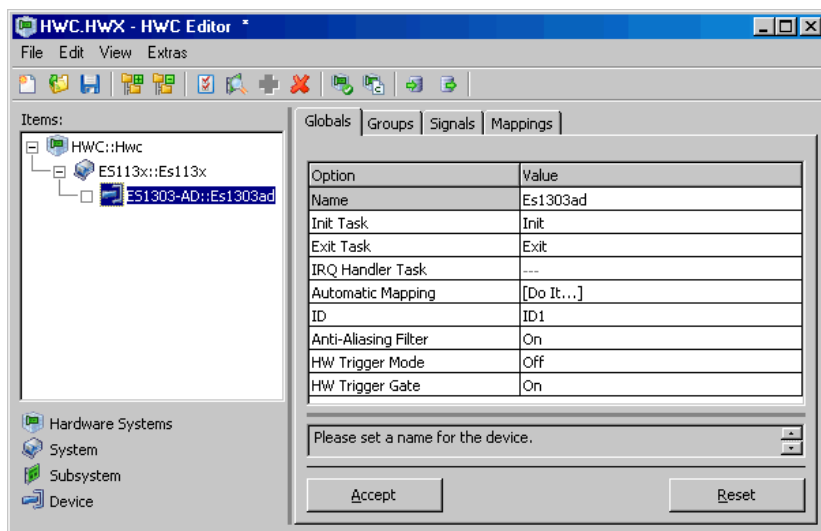 HWC.HWX - HWC Editor *
File Edit View Extras
Items:
HWC::Hwc
ES113x::Es113x
ES1303-AD::Es1303ad
Hardware Systems
System
Subsystem
Device
Globals Groups Signals Mappings
Option Value
Name Es1303ad
Init Task Init
Exit Task Exit
IRQ Handler Task ---
Automatic Mapping [Do It...]
ID ID1
Anti-Aliasing Filter On
HW Trigger Mode Off
HW Trigger Gate On
Please set a name for the device.
Accept Reset